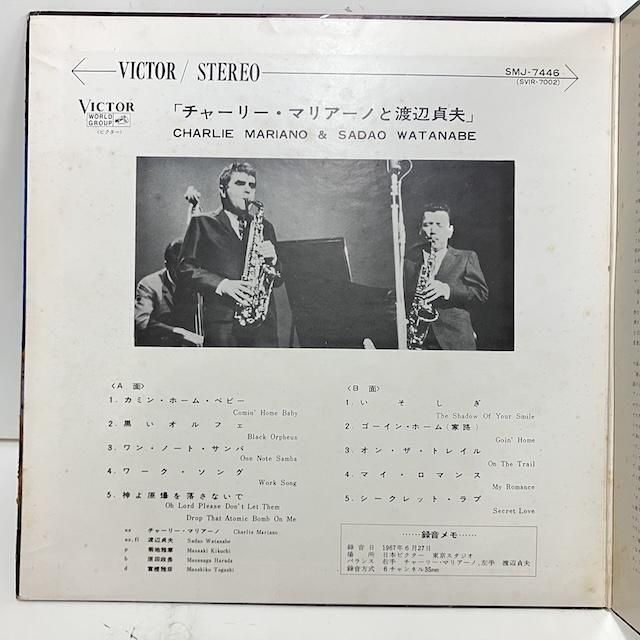 VICTOR / STEREO
SMJ-7446
(SVIR-7002)
VICTOR
WORLD
GROUP
(ビクター)
「チャーリー・マリアーノと渡辺貞夫」
CHARLIE MARIANO & SADAO WATANABE
〈A 面〉
1. カミン・ホーム・ベビー
Comin' Home Baby
2. 黒いオルフェ
Black Orpheus
3. ワン・ノート・サンバ
One Note Samba
4. ワーク・ソング
Work Song
5. 神よ原爆を落さないで
Oh Lord Please Don't Let Them
Drop That Atomic Bomb On Me
as チャーリー・マリアーノ Charlie Mariano
as,fl 渡辺貞夫 Sadao Watanabe
p 菊地雅章 Masaaki Kikuchi
b 原田政長 Masanaga Harada
d 富樫雅彦 Masahiko Togashi
〈B 面〉
1. いそしぎ
The Shadow Of Your Smile
2. ゴーイン・ホーム(家路)
Goin' Home
3. オン・ザ・トレイル
On The Trail
4. マイ・ロマンス
My Romance
5. シークレット・ラブ
Secret Love
……録音メモ……
録音日 1967年6月27日
場所 日本ビクター 東京スタジオ
バランス 右手 チャーリー・マリアーノ,左手 渡辺貞夫
録音方式 6チャンネル35mm